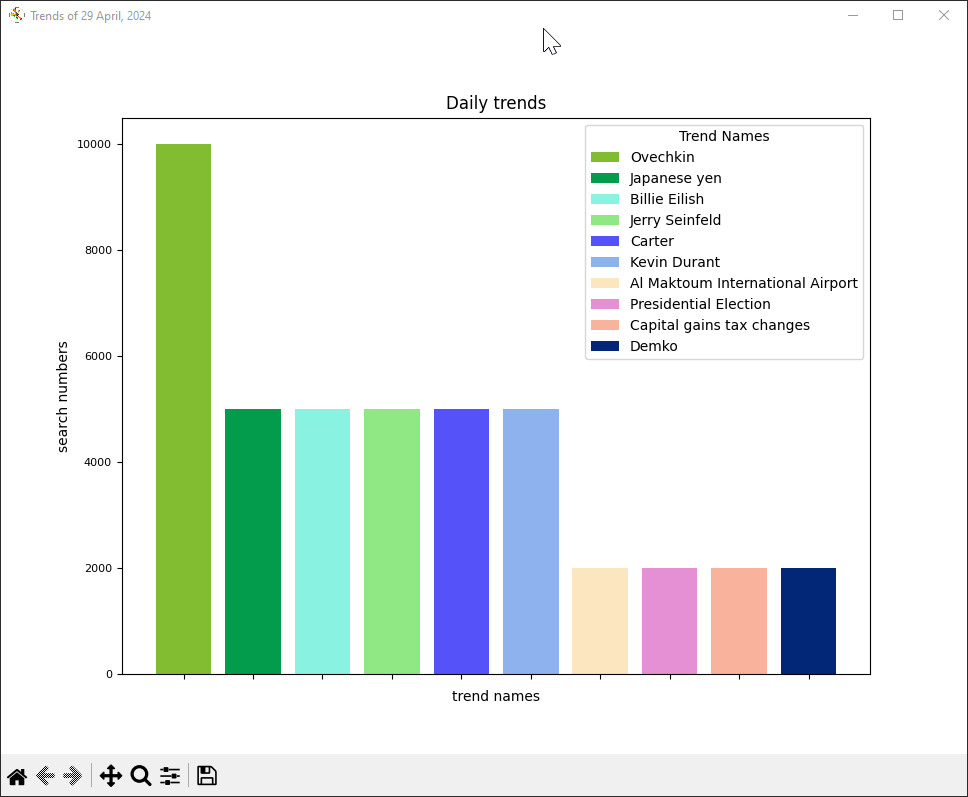 Trends of 29 April, 2024
Daily trends
10000
8000
6000
4000
2000
0
search numbers
trend names
Trend Names
Ovechkin
Japanese yen
Billie Eilish
Jerry Seinfeld
Carter
Kevin Durant
Al Maktoum International Airport
Presidential Election
Capital gains tax changes
Demko